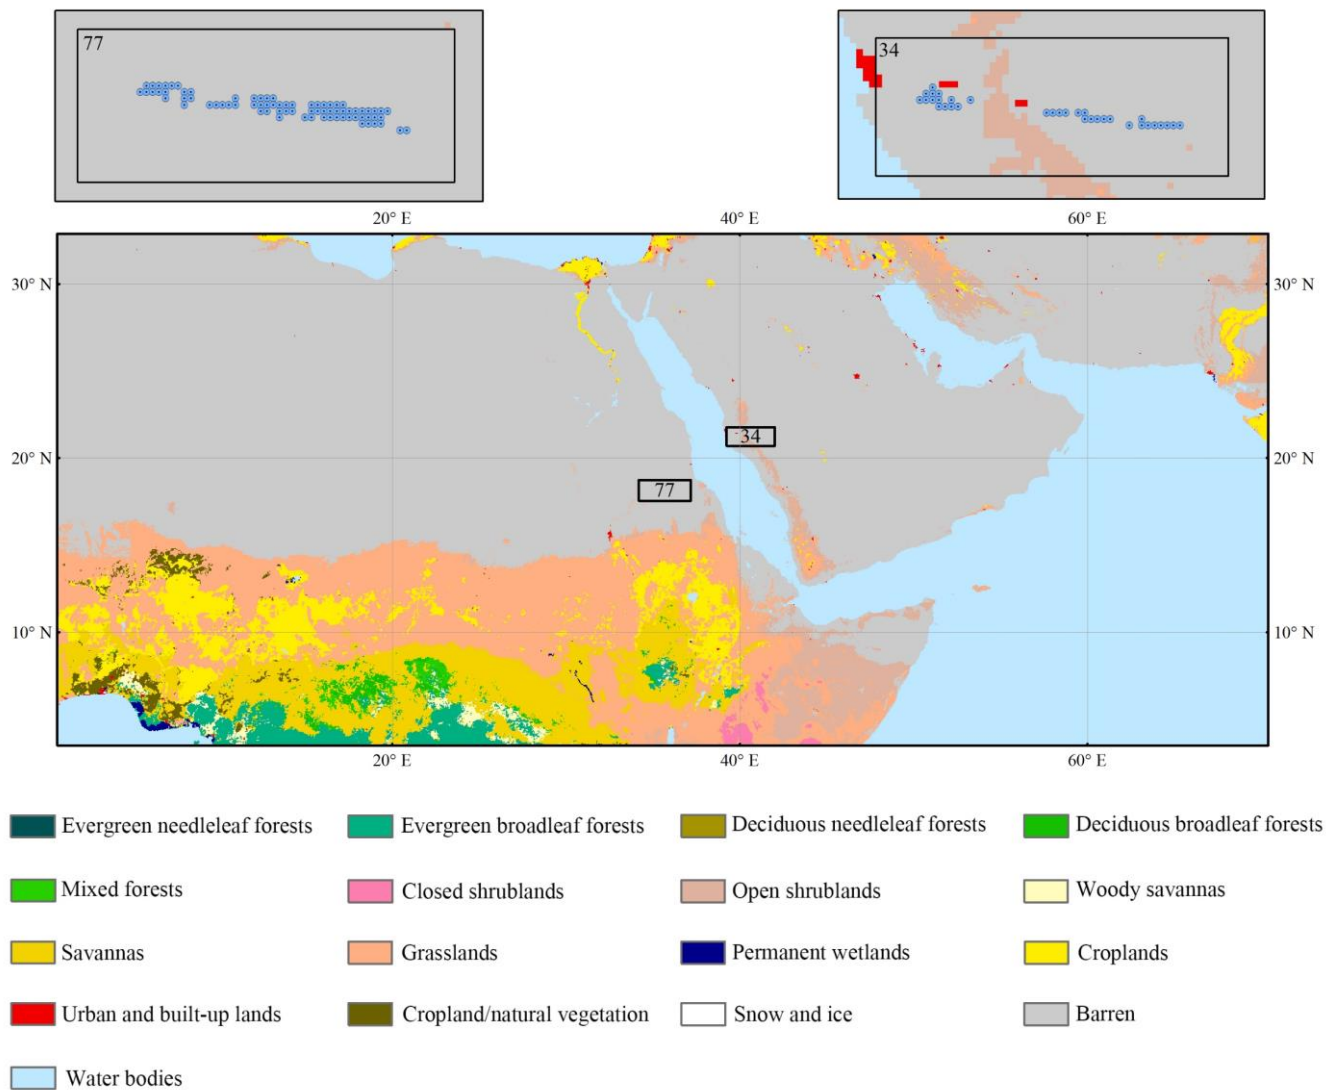 77
34
20° E 40° E 60° E
30° N 30° N
34
20° N 20° N
77
10° N 10° N
20° E 40° E 60° E
Evergreen needleleaf forests Evergreen broadleaf forests Deciduous needleleaf forests Deciduous broadleaf forests
Mixed forests Closed shrublands Open shrublands Woody savannas
Savannas Grasslands Permanent wetlands Croplands
Urban and built-up lands Cropland/natural vegetation Snow and ice Barren
Water bodies